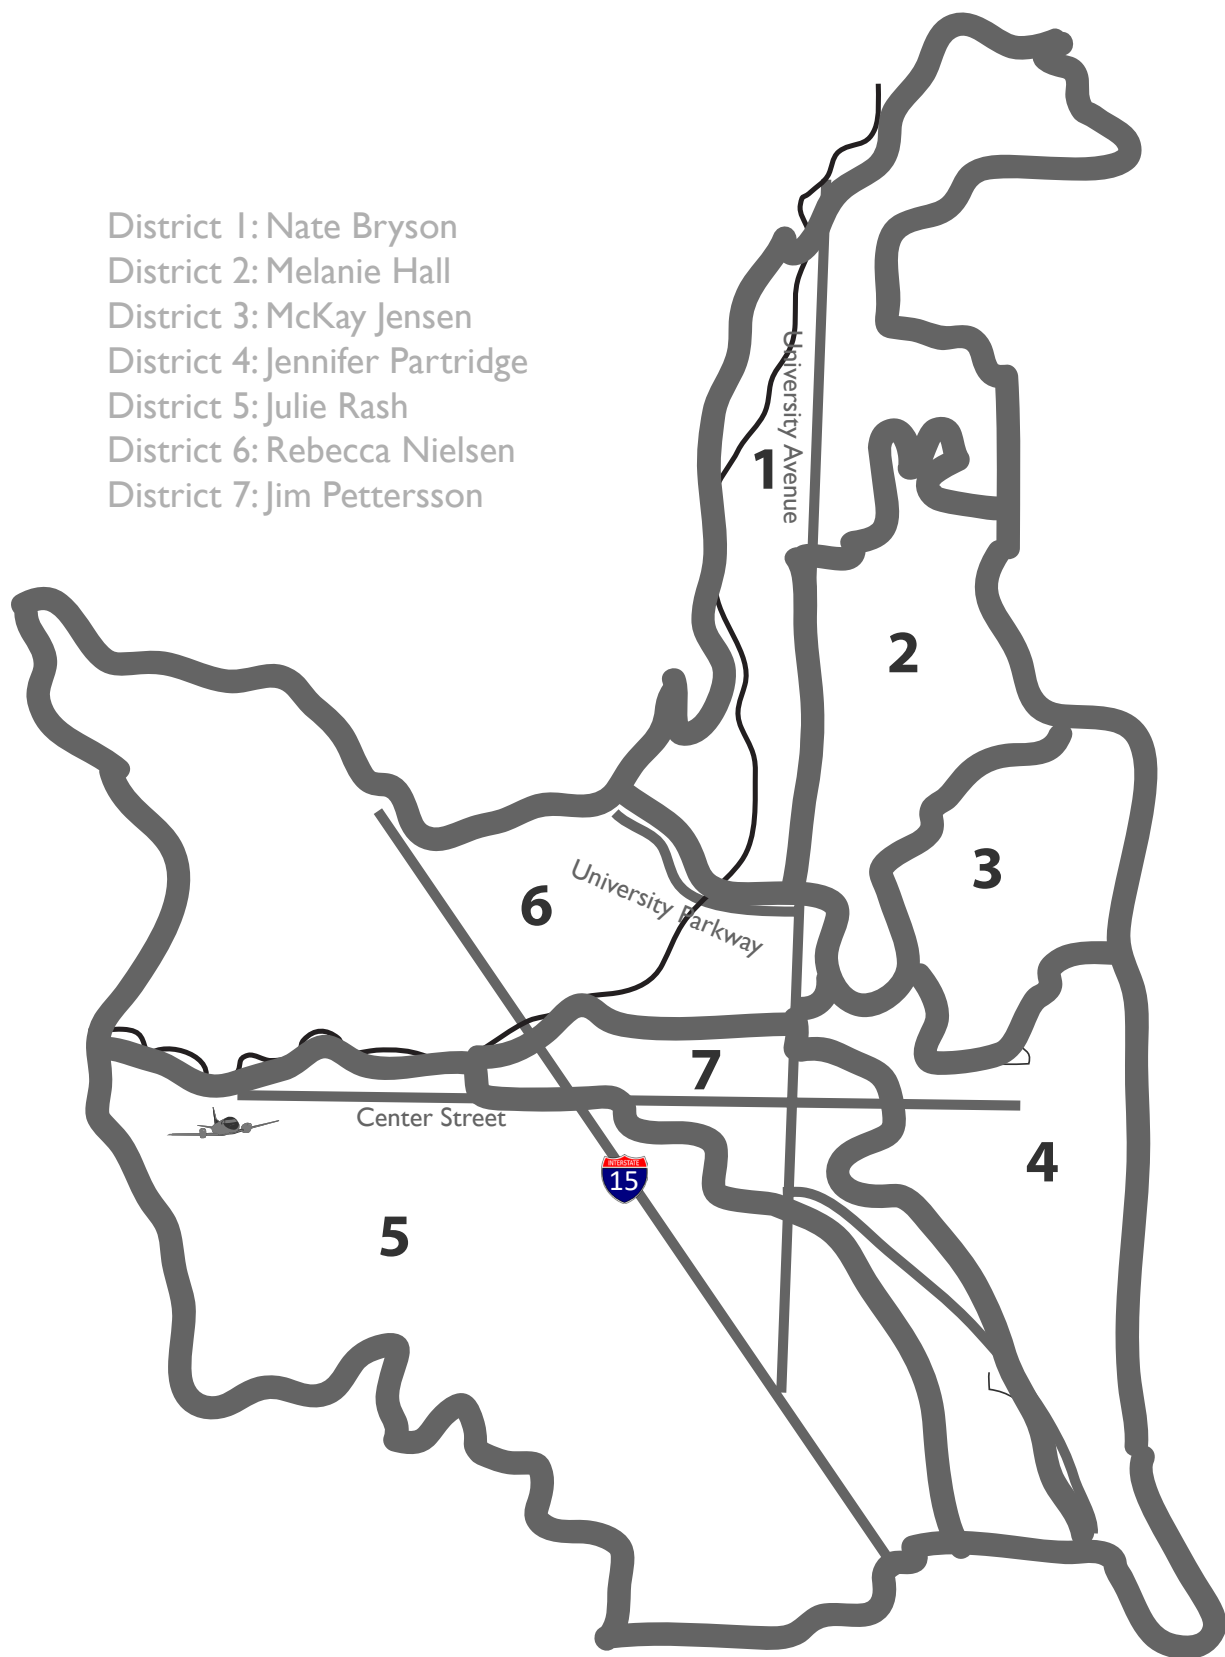 District 1: Nate Bryson
District 2: Melanie Hall
District 3: McKay Jensen
District 4: Jennifer Partridge
District 5: Julie Rash
District 6: Rebecca Nielsen
District 7: Jim Pettersson
University Avenue
1
2
3
6
University Parkway
7
Center Street
4
INTERSTATE
15
5